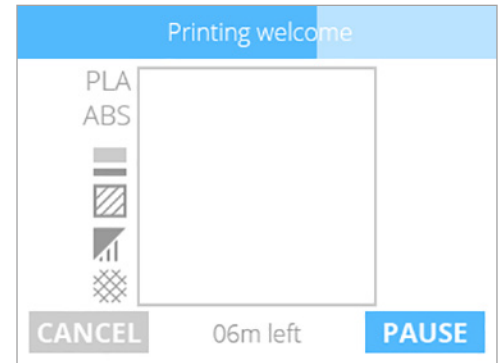 Printing welcome
PLA
ABS
CANCEL
06m left
PAUSE